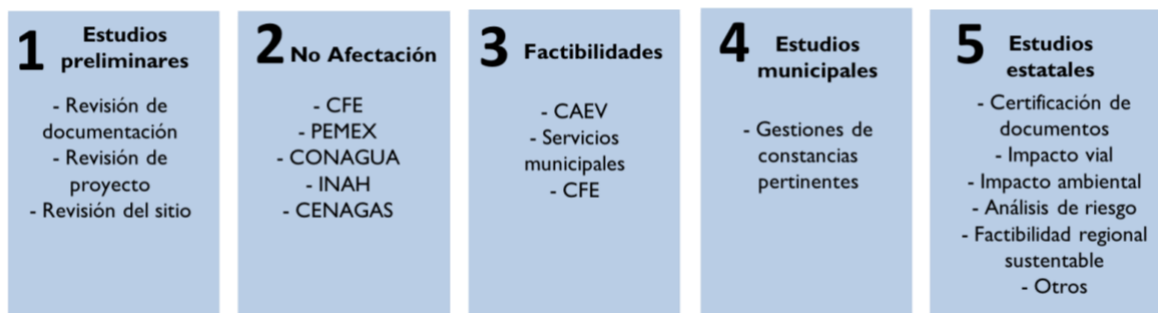 1
Estudios
preliminares
- Revisión de
documentación
- Revisión de
proyecto
- Revisión del sitio
2
No Afectación
- CFE
- PEMEX
- CONAGUA
- INAH
- CENAGAS
3
Factibilidades
- CAEV
- Servicios
municipales
- CFE
4
Estudios
municipales
- Gestiones de
constancias
pertinentes
5
Estudios
estatales
- Certificación de
documentos
- Impacto vial
- Impacto ambiental
- Análisis de riesgo
- Factibilidad regional
sustentable
- Otros